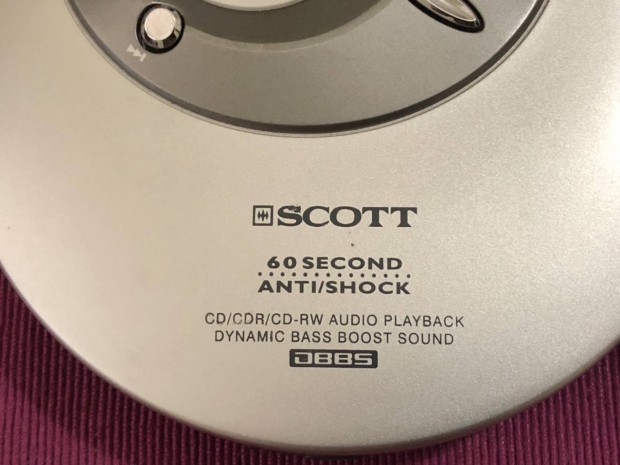 SCOTT
60 SECOND
ANTI/SHOCK
CD/CDR/CD-RW AUDIO PLAYBACK
DYNAMIC BASS BOOST SOUND
DBBS